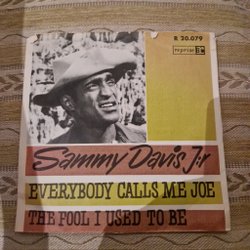 R 20.079
reprise
Sammy Davis, Jr
EVERYBODY CALLS ME JOE
THE FOOL I USED TO BE